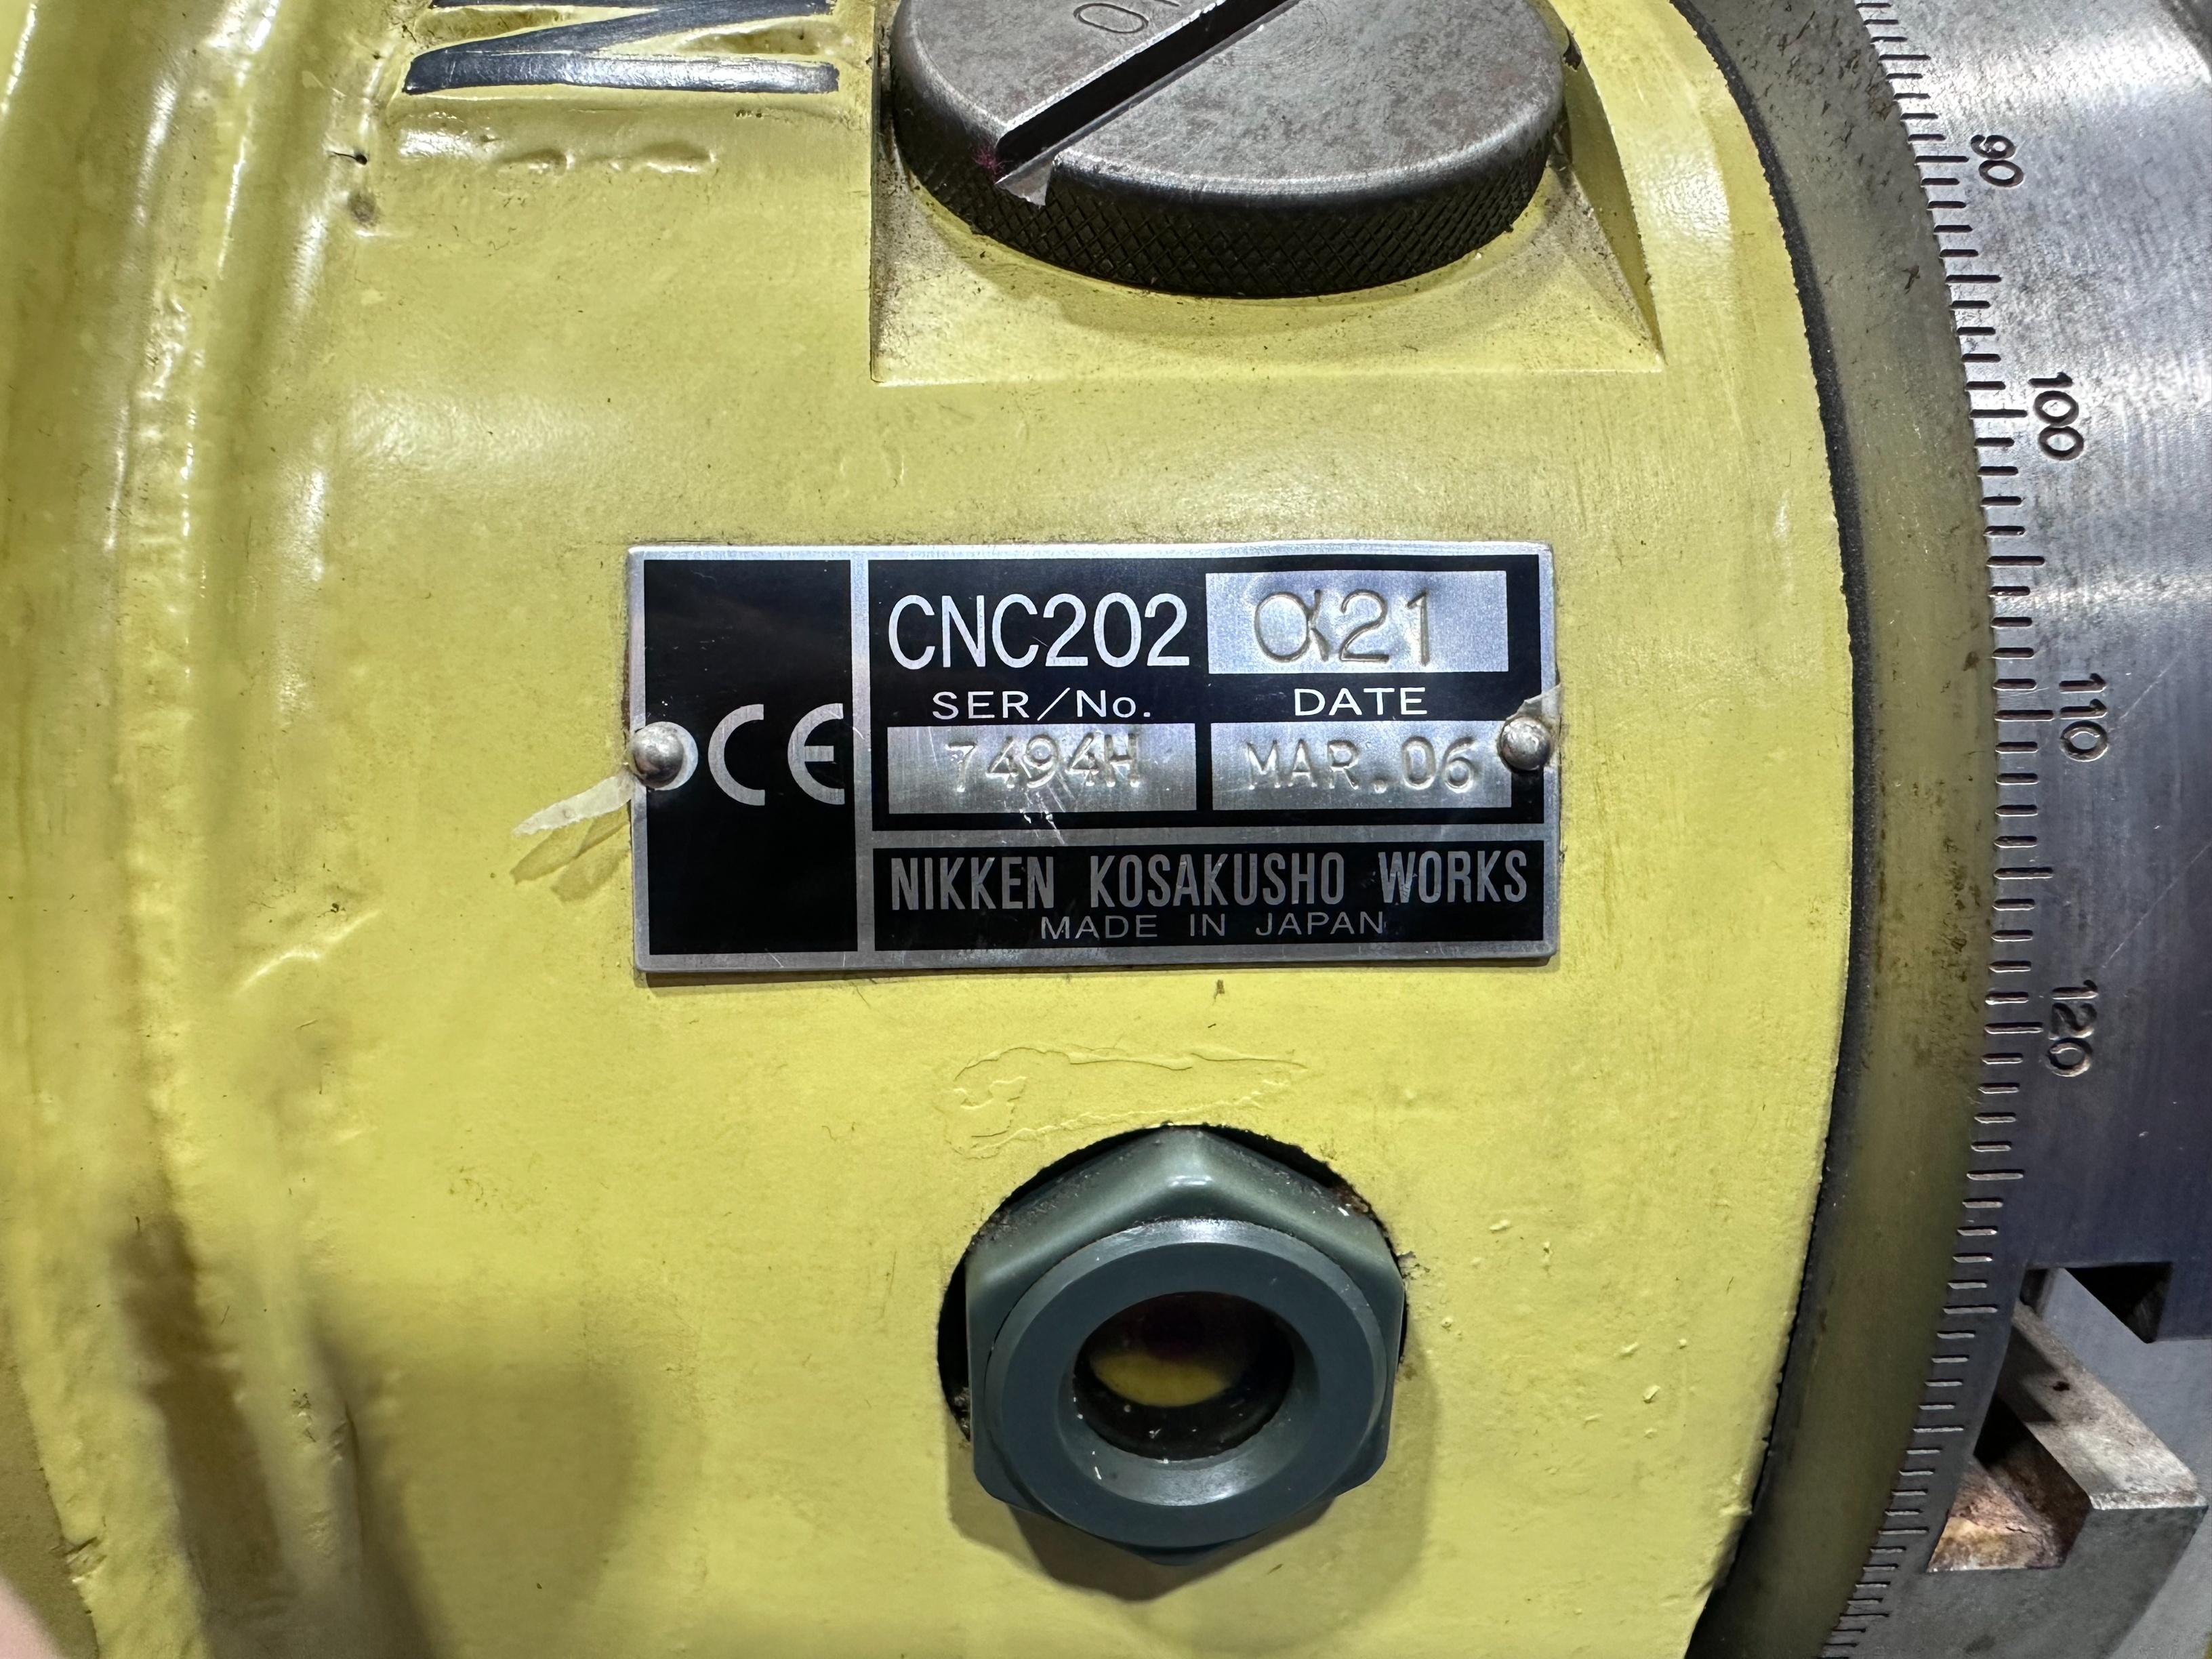 N
90
100
110
120
CNC202 α21
SER/No. DATE
7494H MAR.06
CE
NIKKEN KOSAKUSHO WORKS
MADE IN JAPAN